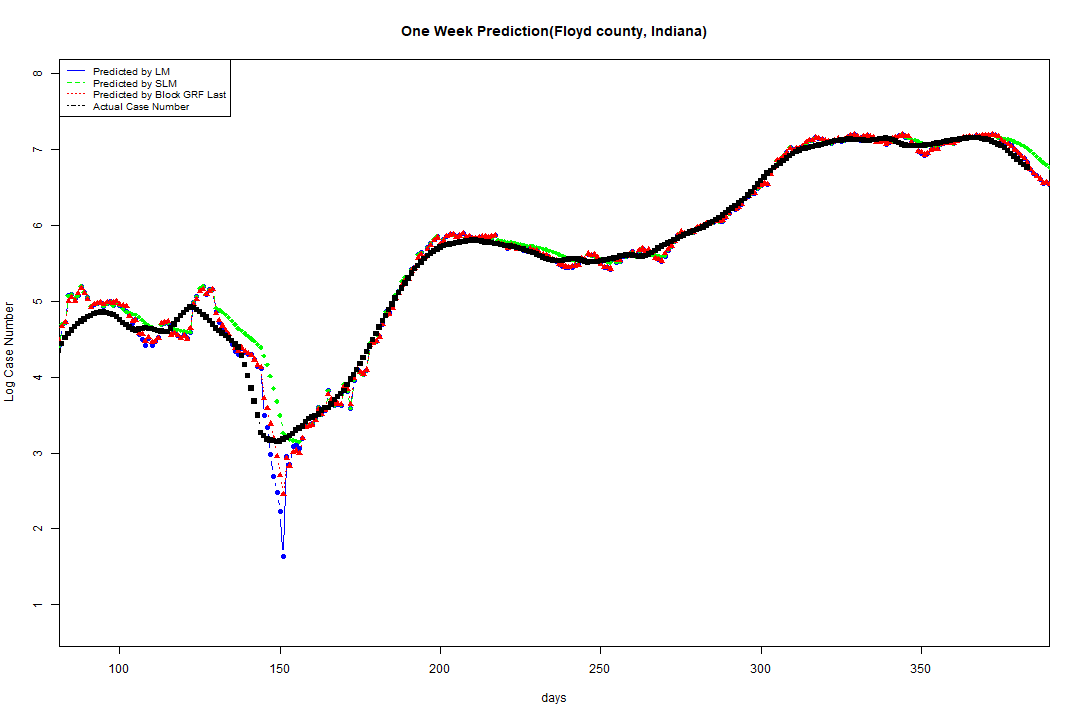 One Week Prediction(Floyd county, Indiana)
Predicted by LM
Predicted by SLM
Predicted by Block GRF Last
Actual Case Number
8
7
6
5
4
3
2
1
Log Case Number
100 150 200 250 300 350
days